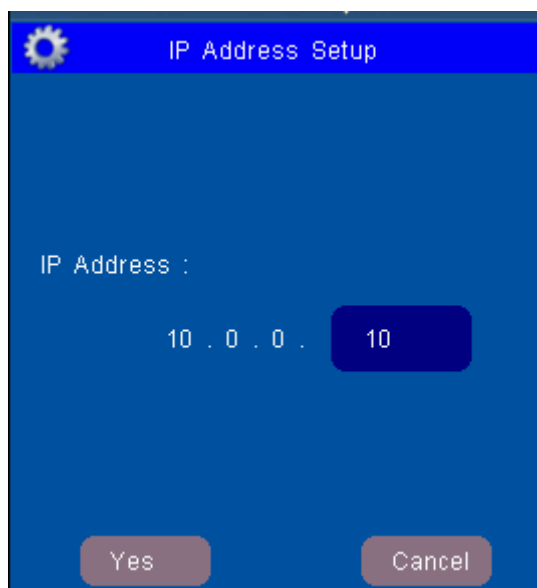 IP Address Setup
IP Address :
10 . 0 . 0 . 10
Yes Cancel